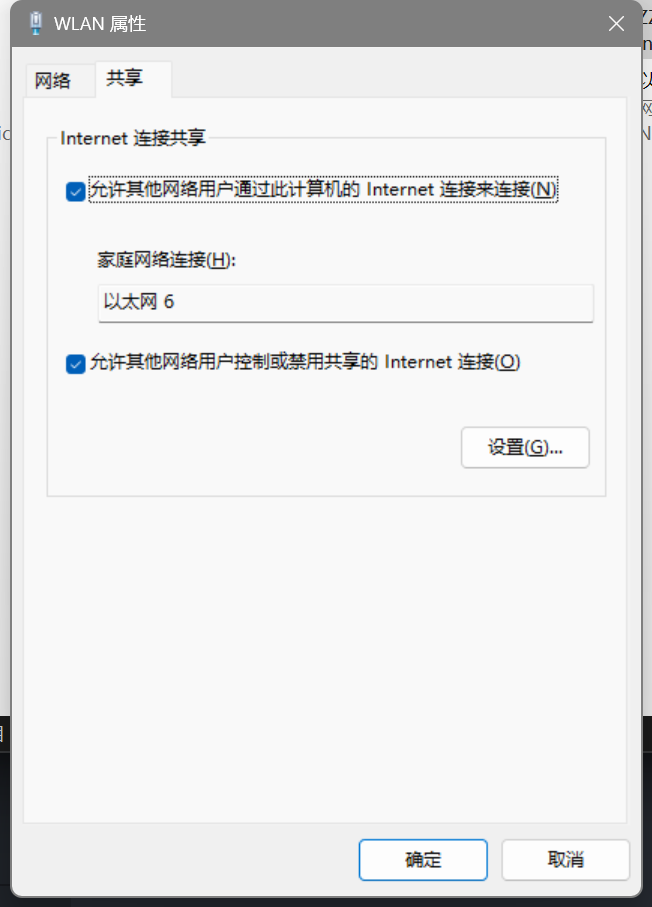 WLAN 属性
网络
共享
Internet 连接共享
允许其他网络用户通过此计算机的 Internet 连接来连接(N)
家庭网络连接(H):
以太网 6
允许其他网络用户控制或禁用共享的 Internet 连接(O)
设置(G)...
确定
取消